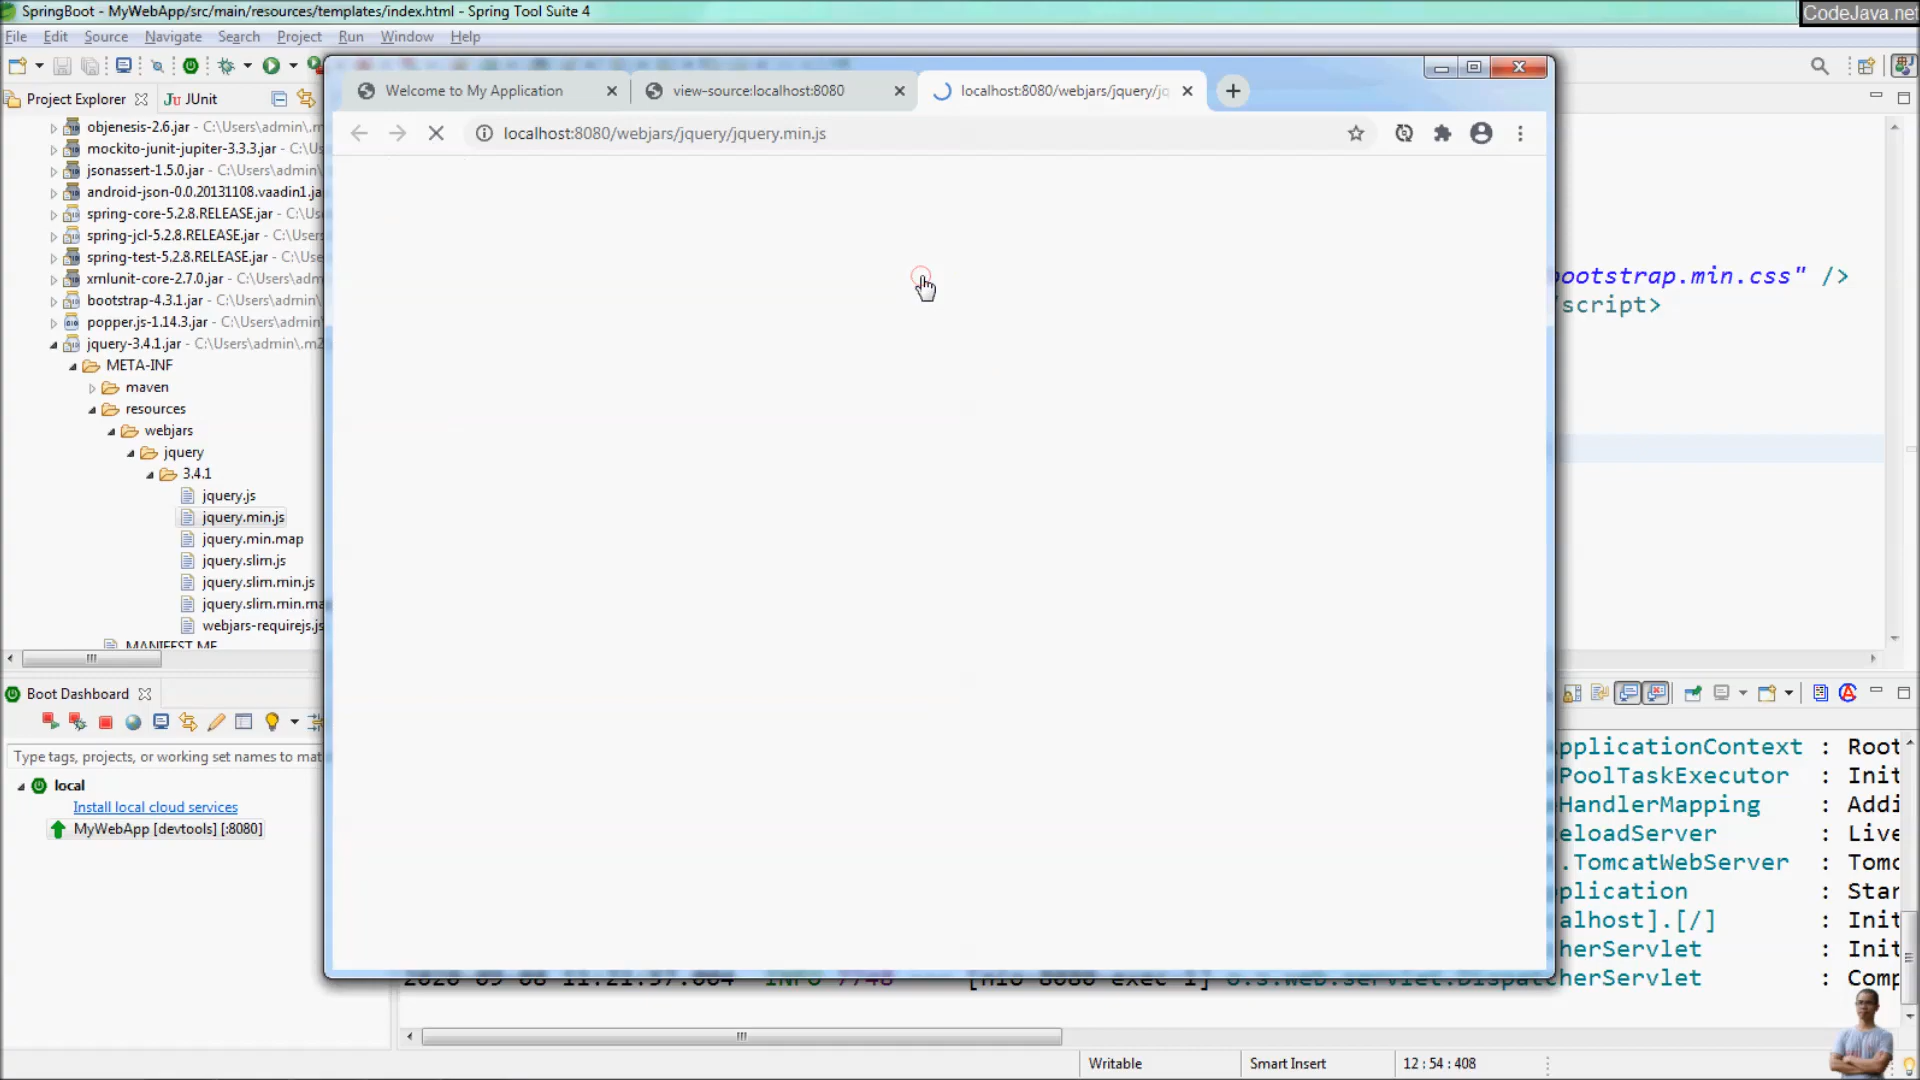 SpringBoot - MyWebApp/src/main/resources/templates/index.html - Spring Tool Suite 4
CodeJava.net
File Edit Source Navigate Search Project Run Window Help
Project Explorer
JUnit
Welcome to My Application
view-source:localhost:8080
localhost:8080/webjars/jquery/jq
localhost:8080/webjars/jquery/jquery.min.js
objenesis-2.6.jar - C:\Users\admin\.m
mockito-junit-jupiter-3.3.3.jar - C:\Us
jsonassert-1.5.0.jar - C:\Users\admin\
android-json-0.0.20131108.vaadin1.ja
spring-core-5.2.8.RELEASE.jar - C:\Us
spring-jcl-5.2.8.RELEASE.jar - C:\User
spring-test-5.2.8.RELEASE.jar - C:\Use
xmlunit-core-2.7.0.jar - C:\Users\adm
bootstrap-4.3.1.jar - C:\Users\admin\
popper.js-1.14.3.jar - C:\Users\admin
jquery-3.4.1.jar - C:\Users\admin\.m2
META-INF
maven
resources
webjars
jquery
3.4.1
jquery.js
jquery.min.js
jquery.min.map
jquery.slim.js
jquery.slim.min.js
jquery.slim.min.ma
webjars-requirejs.js
MANIFEST.MF
ootstrap.min.css" />
script>
Boot Dashboard
Type tags, projects, or working set names to mat
local
Install local cloud services
MyWebApp [devtools] [:8080]
pplicationContext : Root
PoolTaskExecutor : Init
HandlerMapping : Addi
eloadServer : Live
.TomcatWebServer : Tomc
plication : Star
alhost].[/] : Init
herServlet : Init
herServlet : Comp
Writable
Smart Insert
12 : 54 : 408